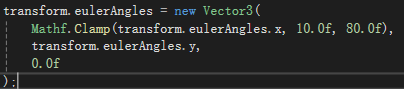 transform.eulerAngles = new Vector3(
Mathf.Clamp(transform.eulerAngles.x, 10.0f, 80.0f),
transform.eulerAngles.y,
0.0f
);